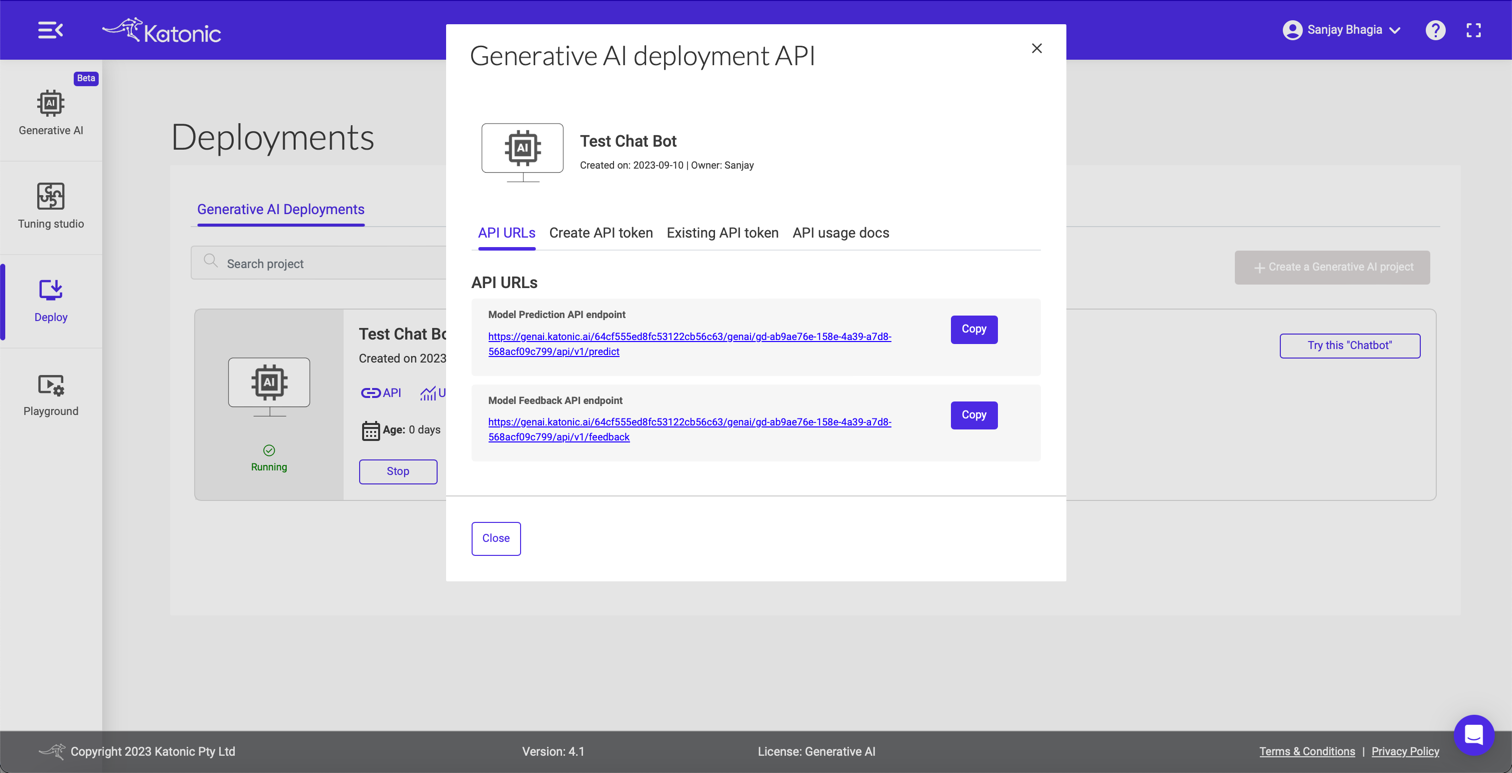 Katonic
Sanjay Bhagia
?
Beta
AI
Generative AI
Tuning studio
Deploy
Playground
Deployments
Generative AI Deployments
Search project
+ Create a Generative AI project
AI
Running
Test Chat Bo
Created on 2023
API
U
Age: 0 days
Stop
Try this "Chatbot"
Generative AI deployment API
AI
Test Chat Bot
Created on: 2023-09-10 | Owner: Sanjay
API URLs Create API token Existing API token API usage docs
API URLs
Model Prediction API endpoint
https://genai.katonic.ai/64cf555ed8fc53122cb56c63/genai/gd-ab9ae76e-158e-4a39-a7d8-
568acf09c799/api/v1/predict
Copy
Model Feedback API endpoint
https://genai.katonic.ai/64cf555ed8fc53122cb56c63/genai/gd-ab9ae76e-158e-4a39-a7d8-
568acf09c799/api/v1/feedback
Copy
Close
Copyright 2023 Katonic Pty Ltd
Version: 4.1
License: Generative AI
Terms & Conditions | Privacy Policy